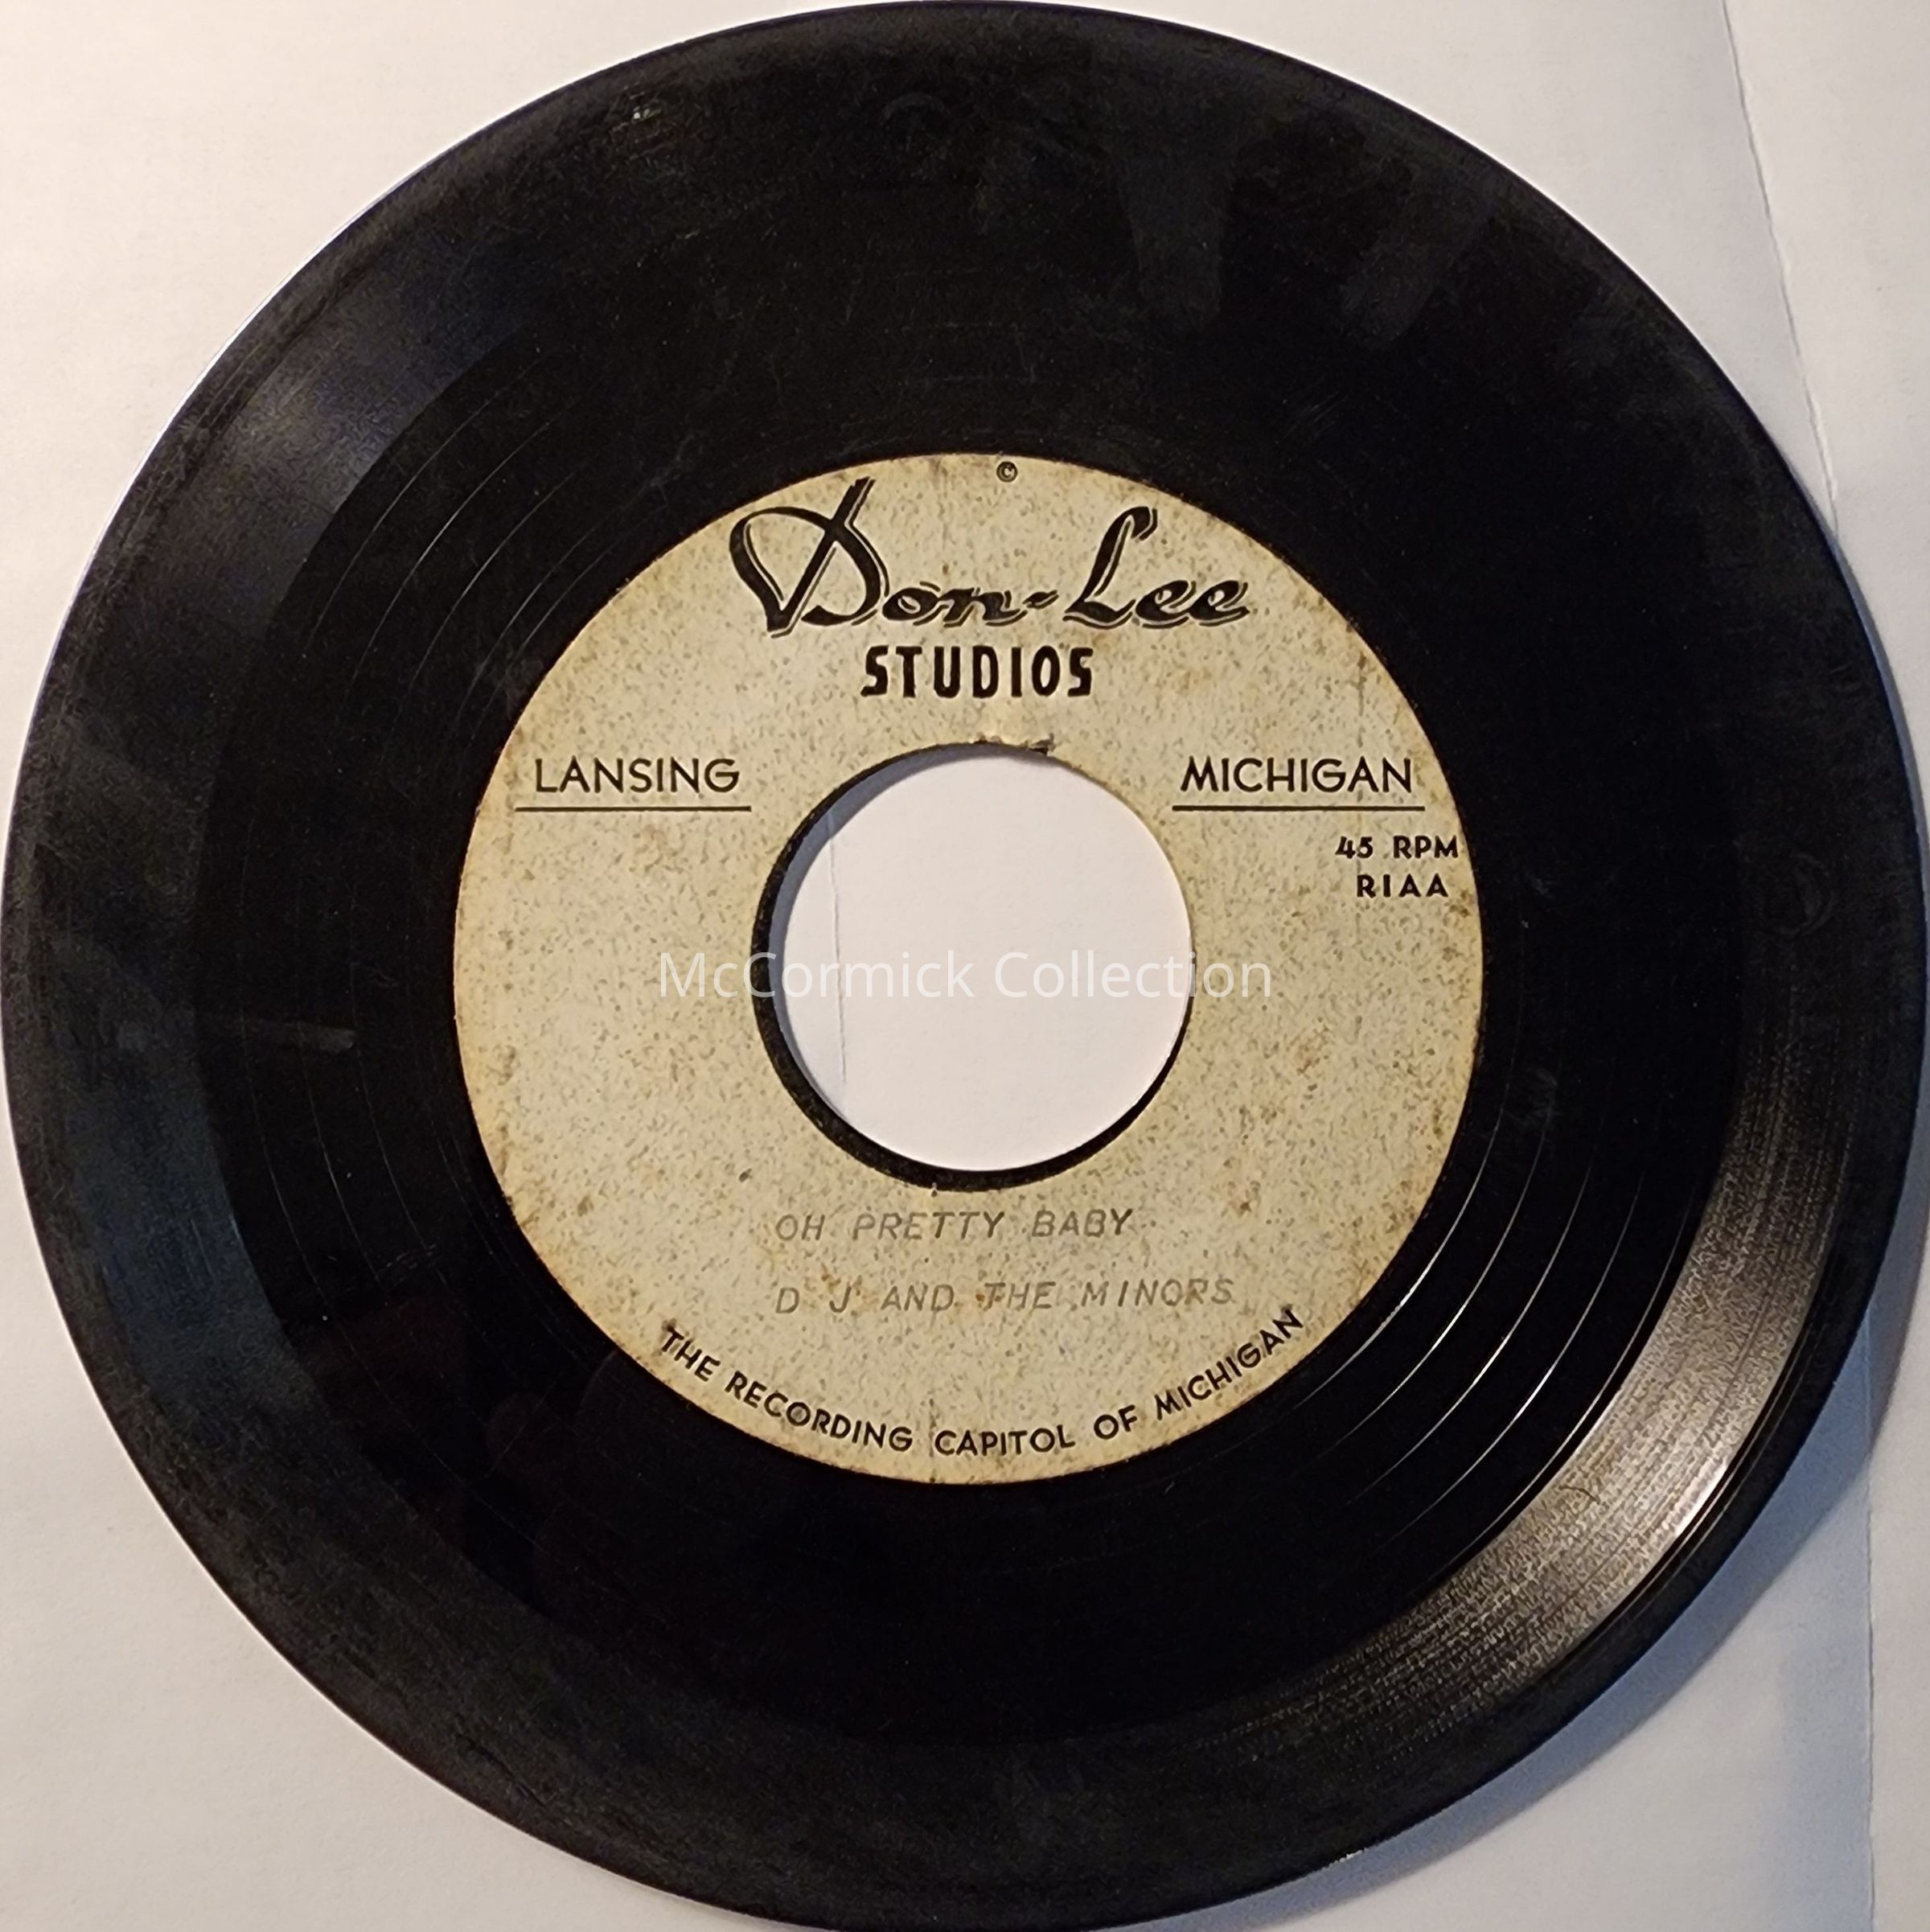 ©
Don-Lee
STUDIOS
LANSING MICHIGAN
45 RPM
RIAA
McCormick Collection
OH PRETTY BABY
D J AND THE MINORS
THE RECORDING CAPITOL OF MICHIGAN